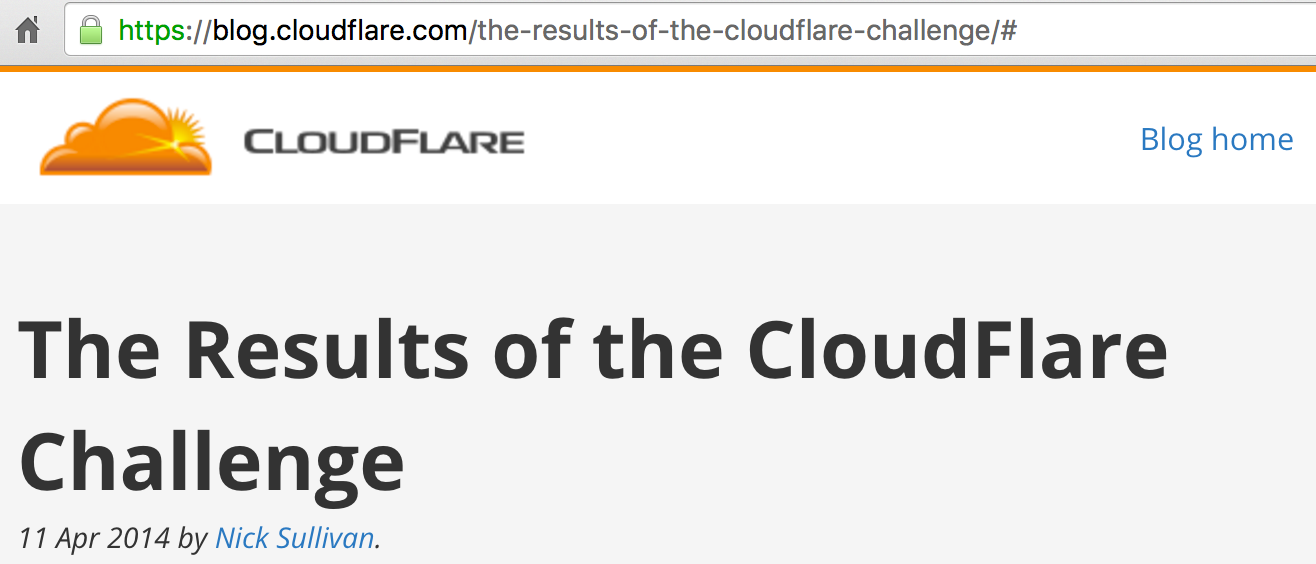 https://blog.cloudflare.com/the-results-of-the-cloudflare-challenge/#
CLOUDFLARE
Blog home
The Results of the CloudFlare
Challenge
11 Apr 2014 by Nick Sullivan.